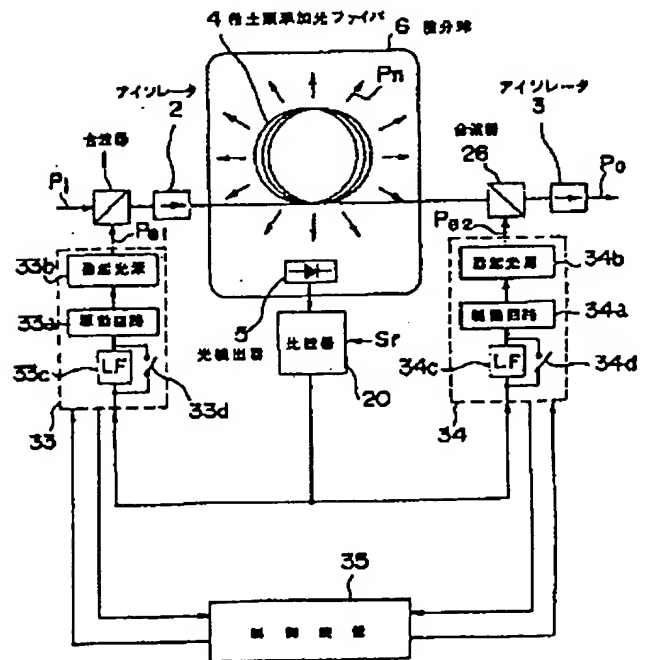 4 希土類添加光ファイバ
6 積分球
Pn
アイソレータ
2
アイソレータ
3
合波器
1
合波器
26
Pi
Po
Pe1
Pe2
33b
励起光源
励起光源
34b
33a
駆動回路
駆動回路
34a
5
光検出器
比較器
Sr
20
33c
LF
33d
33
34c
LF
34d
34
35
制御装置